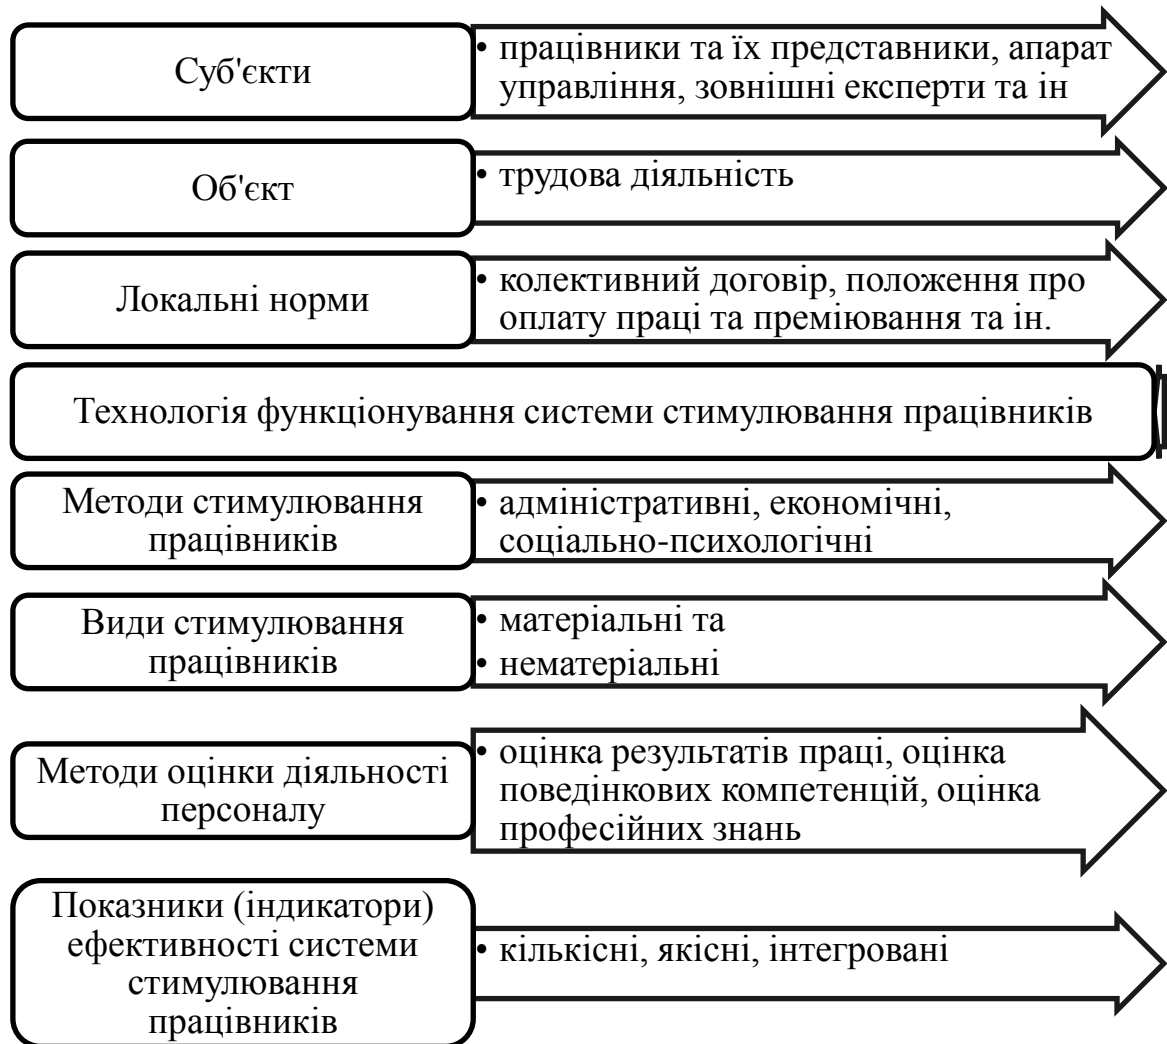 Суб'єкти
• працівники та їх представники, апарат
управління, зовнішні експерти та ін
Об'єкт
• трудова діяльність
Локальні норми
• колективний договір, положення про
оплату праці та преміювання та ін.
Технологія функціонування системи стимулювання працівників
Методи стимулювання
працівників
• адміністративні, економічні,
соціально-психологічні
Види стимулювання
працівників
• матеріальні та
• нематеріальні
Методи оцінки діяльності
персоналу
• оцінка результатів праці, оцінка
поведінкових компетенцій, оцінка
професійних знань
Показники (індикатори)
ефективності системи
стимулювання
працівників
• кількісні, якісні, інтегровані